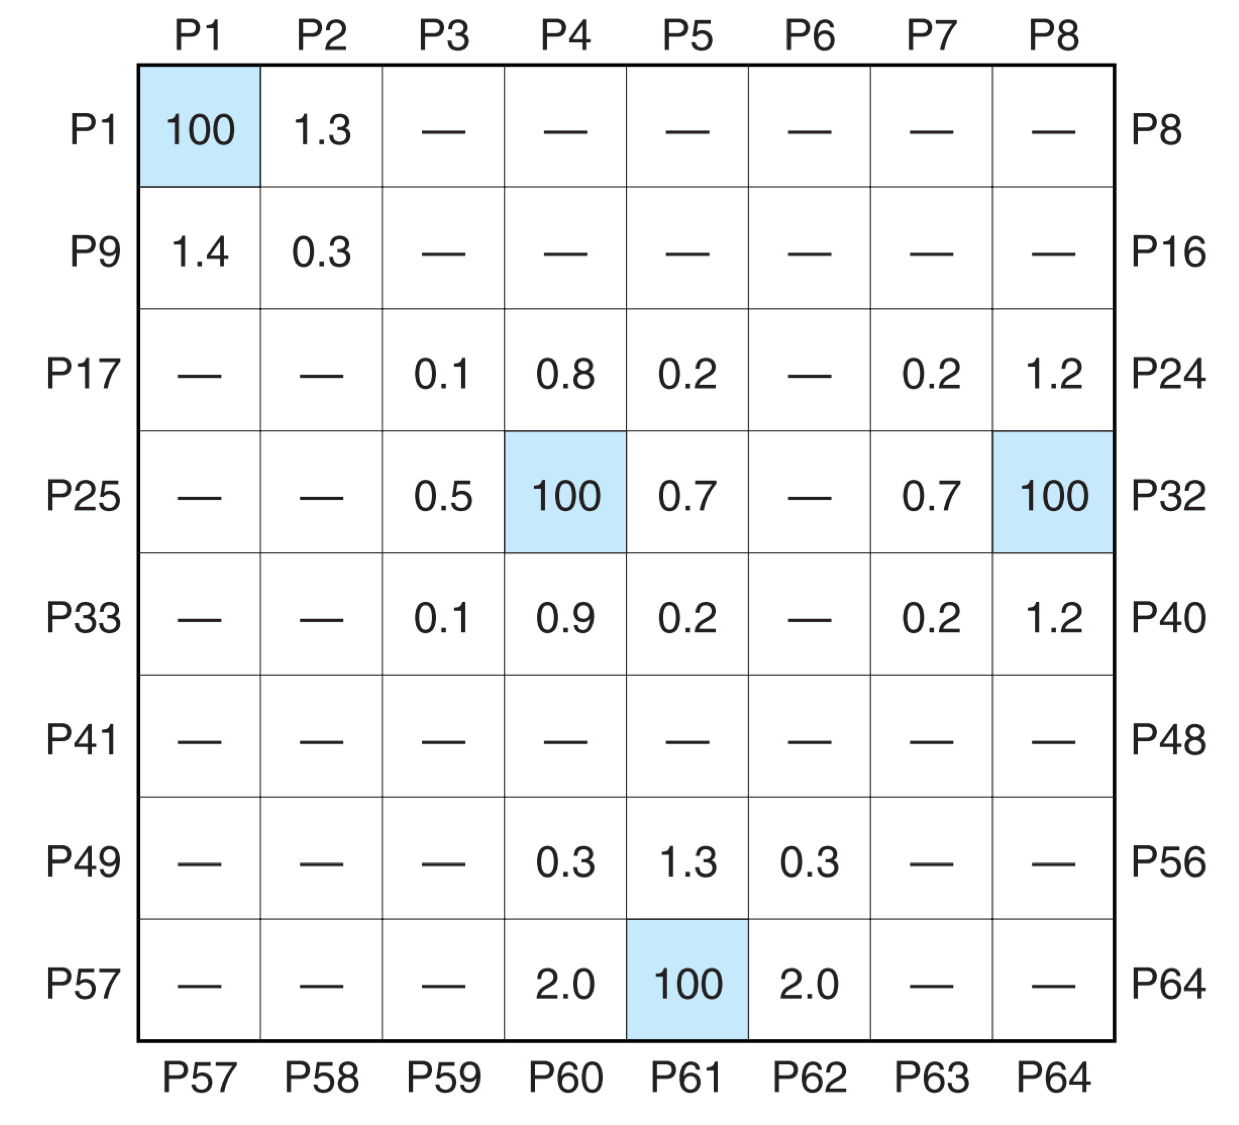 P1 P2 P3 P4 P5 P6 P7 P8
P1 100 1.3 — — — — — — P8
P9 1.4 0.3 — — — — — — P16
P17 — — 0.1 0.8 0.2 — 0.2 1.2 P24
P25 — — 0.5 100 0.7 — 0.7 100 P32
P33 — — 0.1 0.9 0.2 — 0.2 1.2 P40
P41 — — — — — — — — P48
P49 — — — 0.3 1.3 0.3 — — P56
P57 — — — 2.0 100 2.0 — — P64
P57 P58 P59 P60 P61 P62 P63 P64